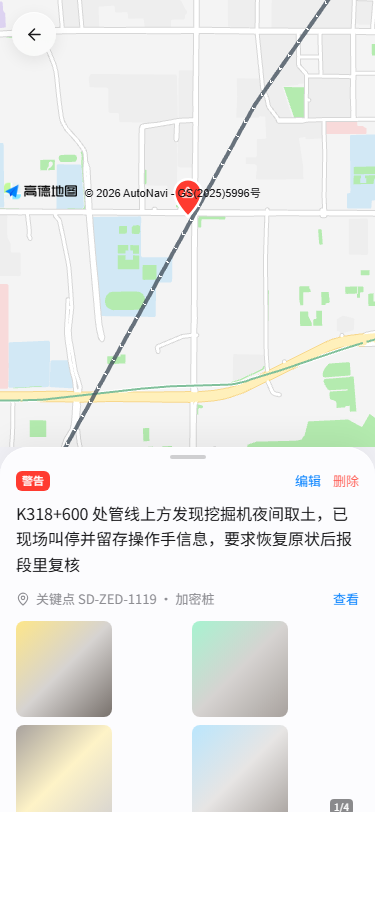 高德地图 © 2026 AutoNavi - GS(2025)5996号
警告 编辑 删除
K318+600 处管线上方发现挖掘机夜间取土，已
现场叫停并留存操作手信息，要求恢复原状后报
段里复核
关键点 SD-ZED-1119 · 加密桩 查看
1/4